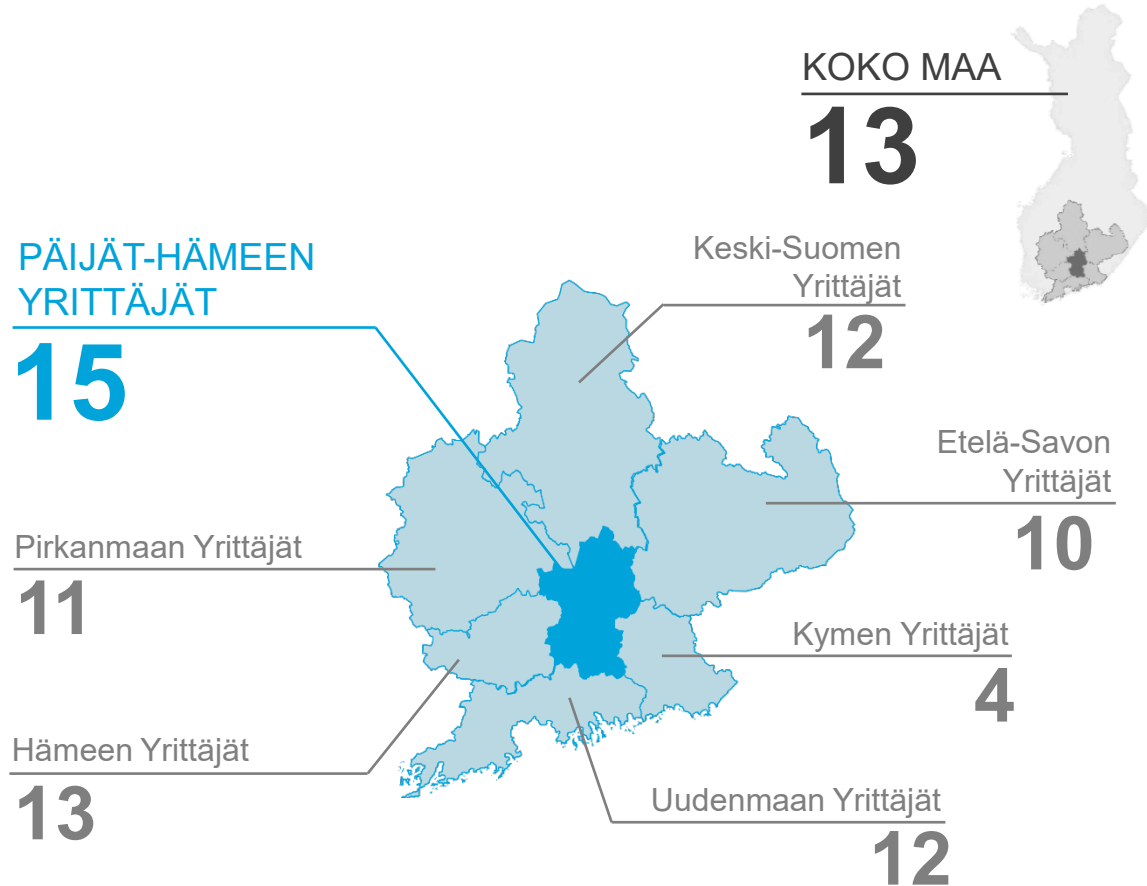 KOKO MAA
13
PÄIJÄT-HÄMEEN
YRITTÄJÄT
15
Keski-Suomen
Yrittäjät
12
Etelä-Savon
Yrittäjät
10
Pirkanmaan Yrittäjät
11
Kymen Yrittäjät
4
Hämeen Yrittäjät
13
Uudenmaan Yrittäjät
12